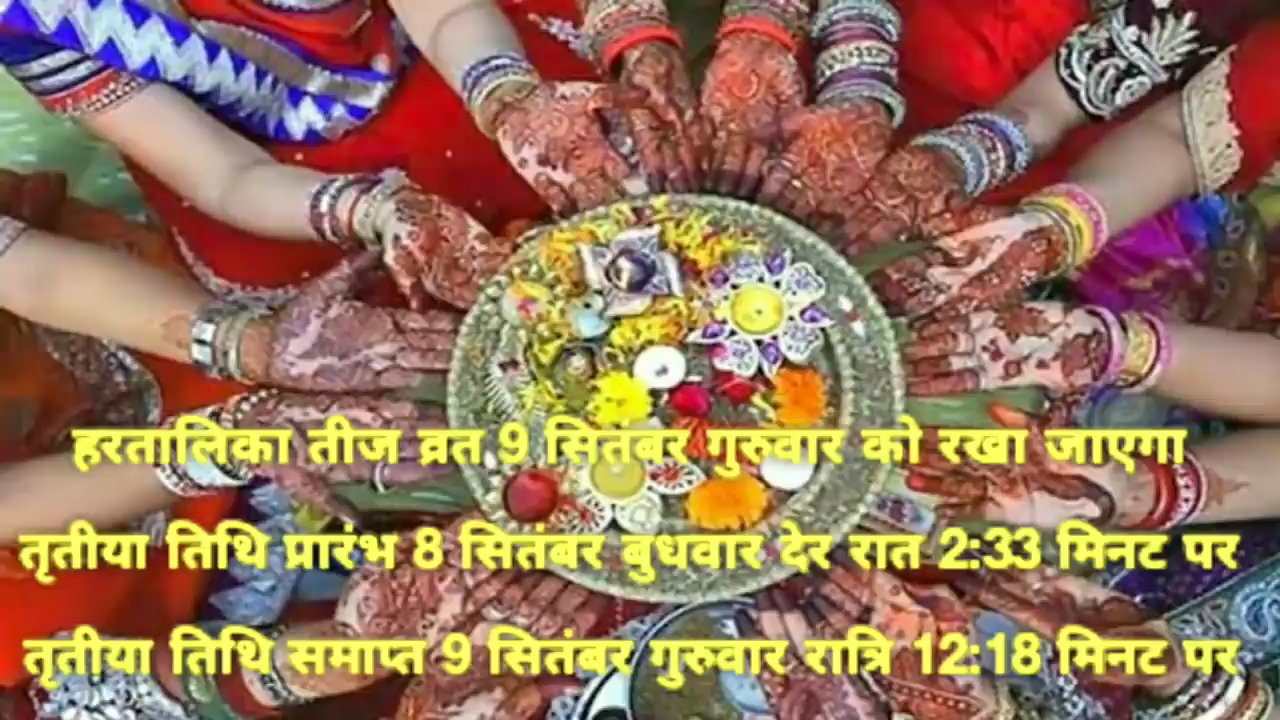 हरतालिका तीज व्रत 9 सितंबर गुरुवार को रखा जाएगा
तृतीया तिथि प्रारंभ 8 सितंबर बुधवार देर रात 2:33 मिनट पर
तृतीया तिथि समाप्त 9 सितंबर गुरुवार रात्रि 12:18 मिनट पर